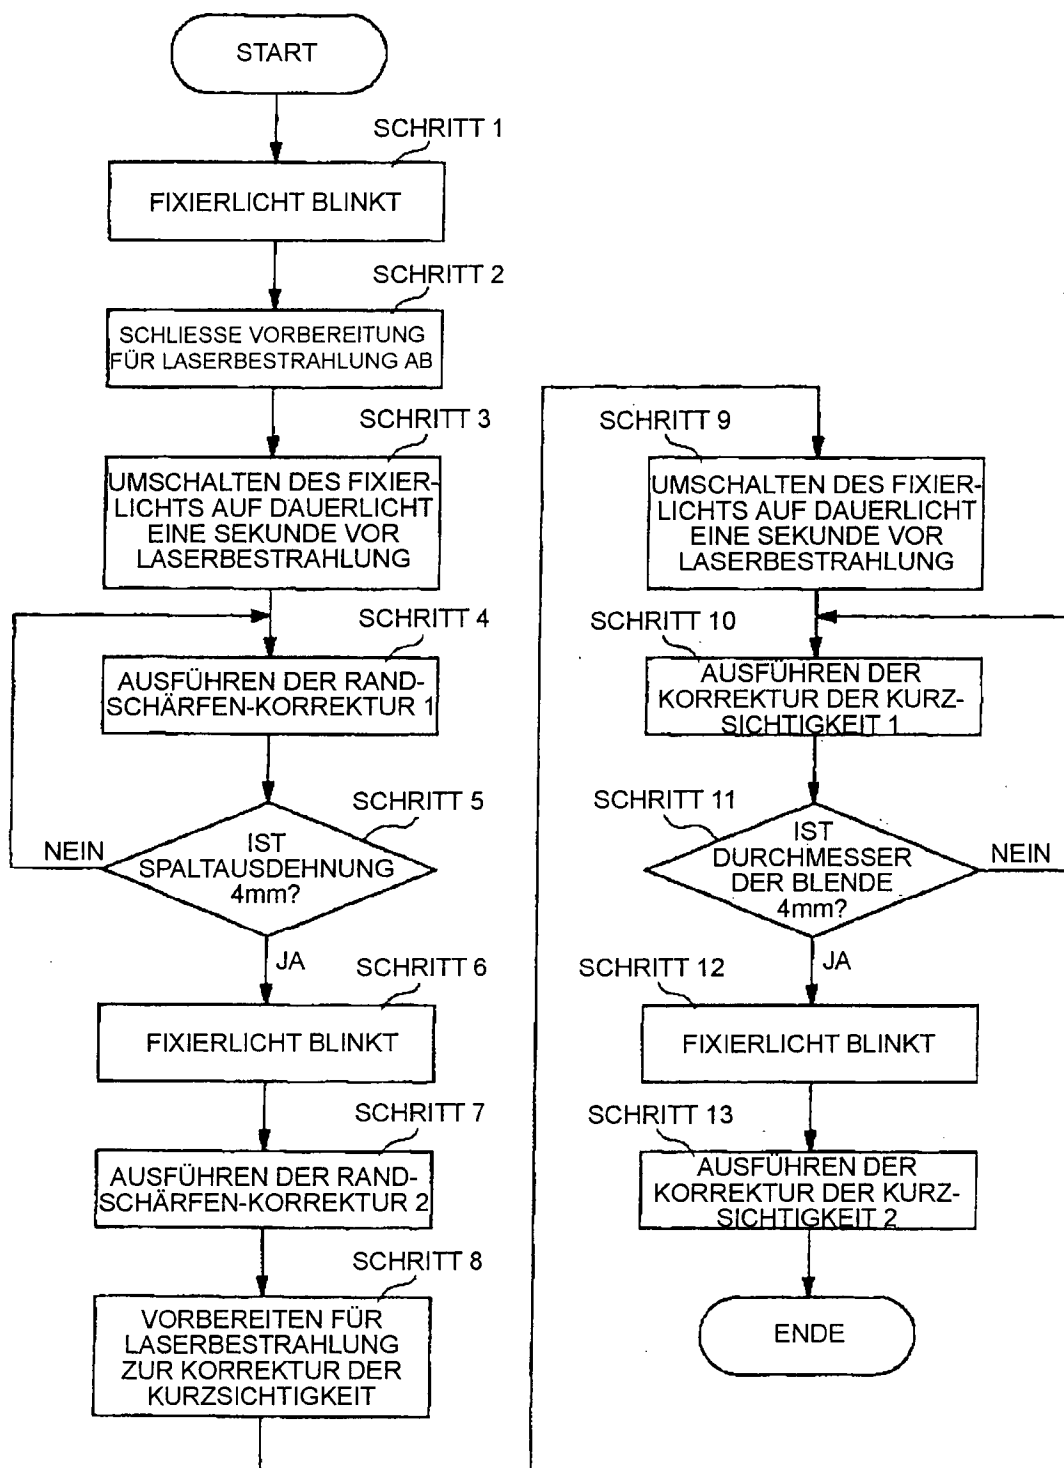 START
SCHRITT 1
FIXIERLICHT BLINKT
SCHRITT 2
SCHLIESSE VORBEREITUNG
FÜR LASERBESTRAHLUNG AB
SCHRITT 3
UMSCHALTEN DES FIXIER-
LICHTS AUF DAUERLICHT
EINE SEKUNDE VOR
LASERBESTRAHLUNG
SCHRITT 4
AUSFÜHREN DER RAND-
SCHÄRFEN-KORREKTUR 1
SCHRITT 5
IST
SPALTAUSDEHNUNG
4mm?
NEIN
JA
SCHRITT 6
FIXIERLICHT BLINKT
SCHRITT 7
AUSFÜHREN DER RAND-
SCHÄRFEN-KORREKTUR 2
SCHRITT 8
VORBEREITEN FÜR
LASERBESTRAHLUNG
ZUR KORREKTUR DER
KURZSICHTIGKEIT
SCHRITT 9
UMSCHALTEN DES FIXIER-
LICHTS AUF DAUERLICHT
EINE SEKUNDE VOR
LASERBESTRAHLUNG
SCHRITT 10
AUSFÜHREN DER
KORREKTUR DER KURZ-
SICHTIGKEIT 1
SCHRITT 11
IST
DURCHMESSER
DER BLENDE
4mm?
NEIN
JA
SCHRITT 12
FIXIERLICHT BLINKT
SCHRITT 13
AUSFÜHREN DER
KORREKTUR DER KURZ-
SICHTIGKEIT 2
ENDE